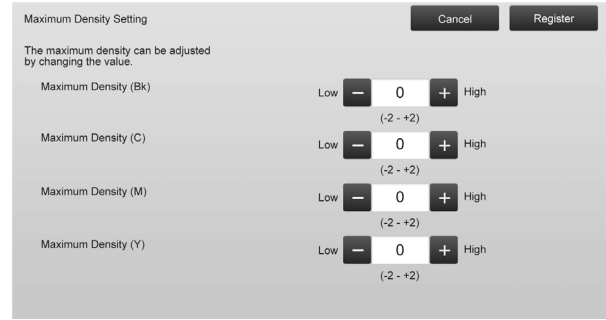 Maximum Density Setting Cancel Register
The maximum density can be adjusted
by changing the value.
Maximum Density (Bk) Low − 0 + High
(-2 - +2)
Maximum Density (C) Low − 0 + High
(-2 - +2)
Maximum Density (M) Low − 0 + High
(-2 - +2)
Maximum Density (Y) Low − 0 + High
(-2 - +2)